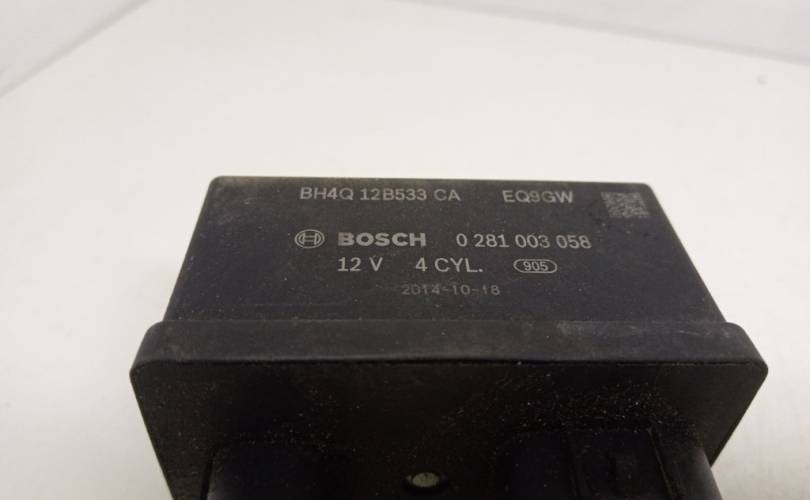 BH4Q 12B533 CA EQ9GW
BOSCH 0 281 003 058
12 V 4 CYL. 905
2014-10-18